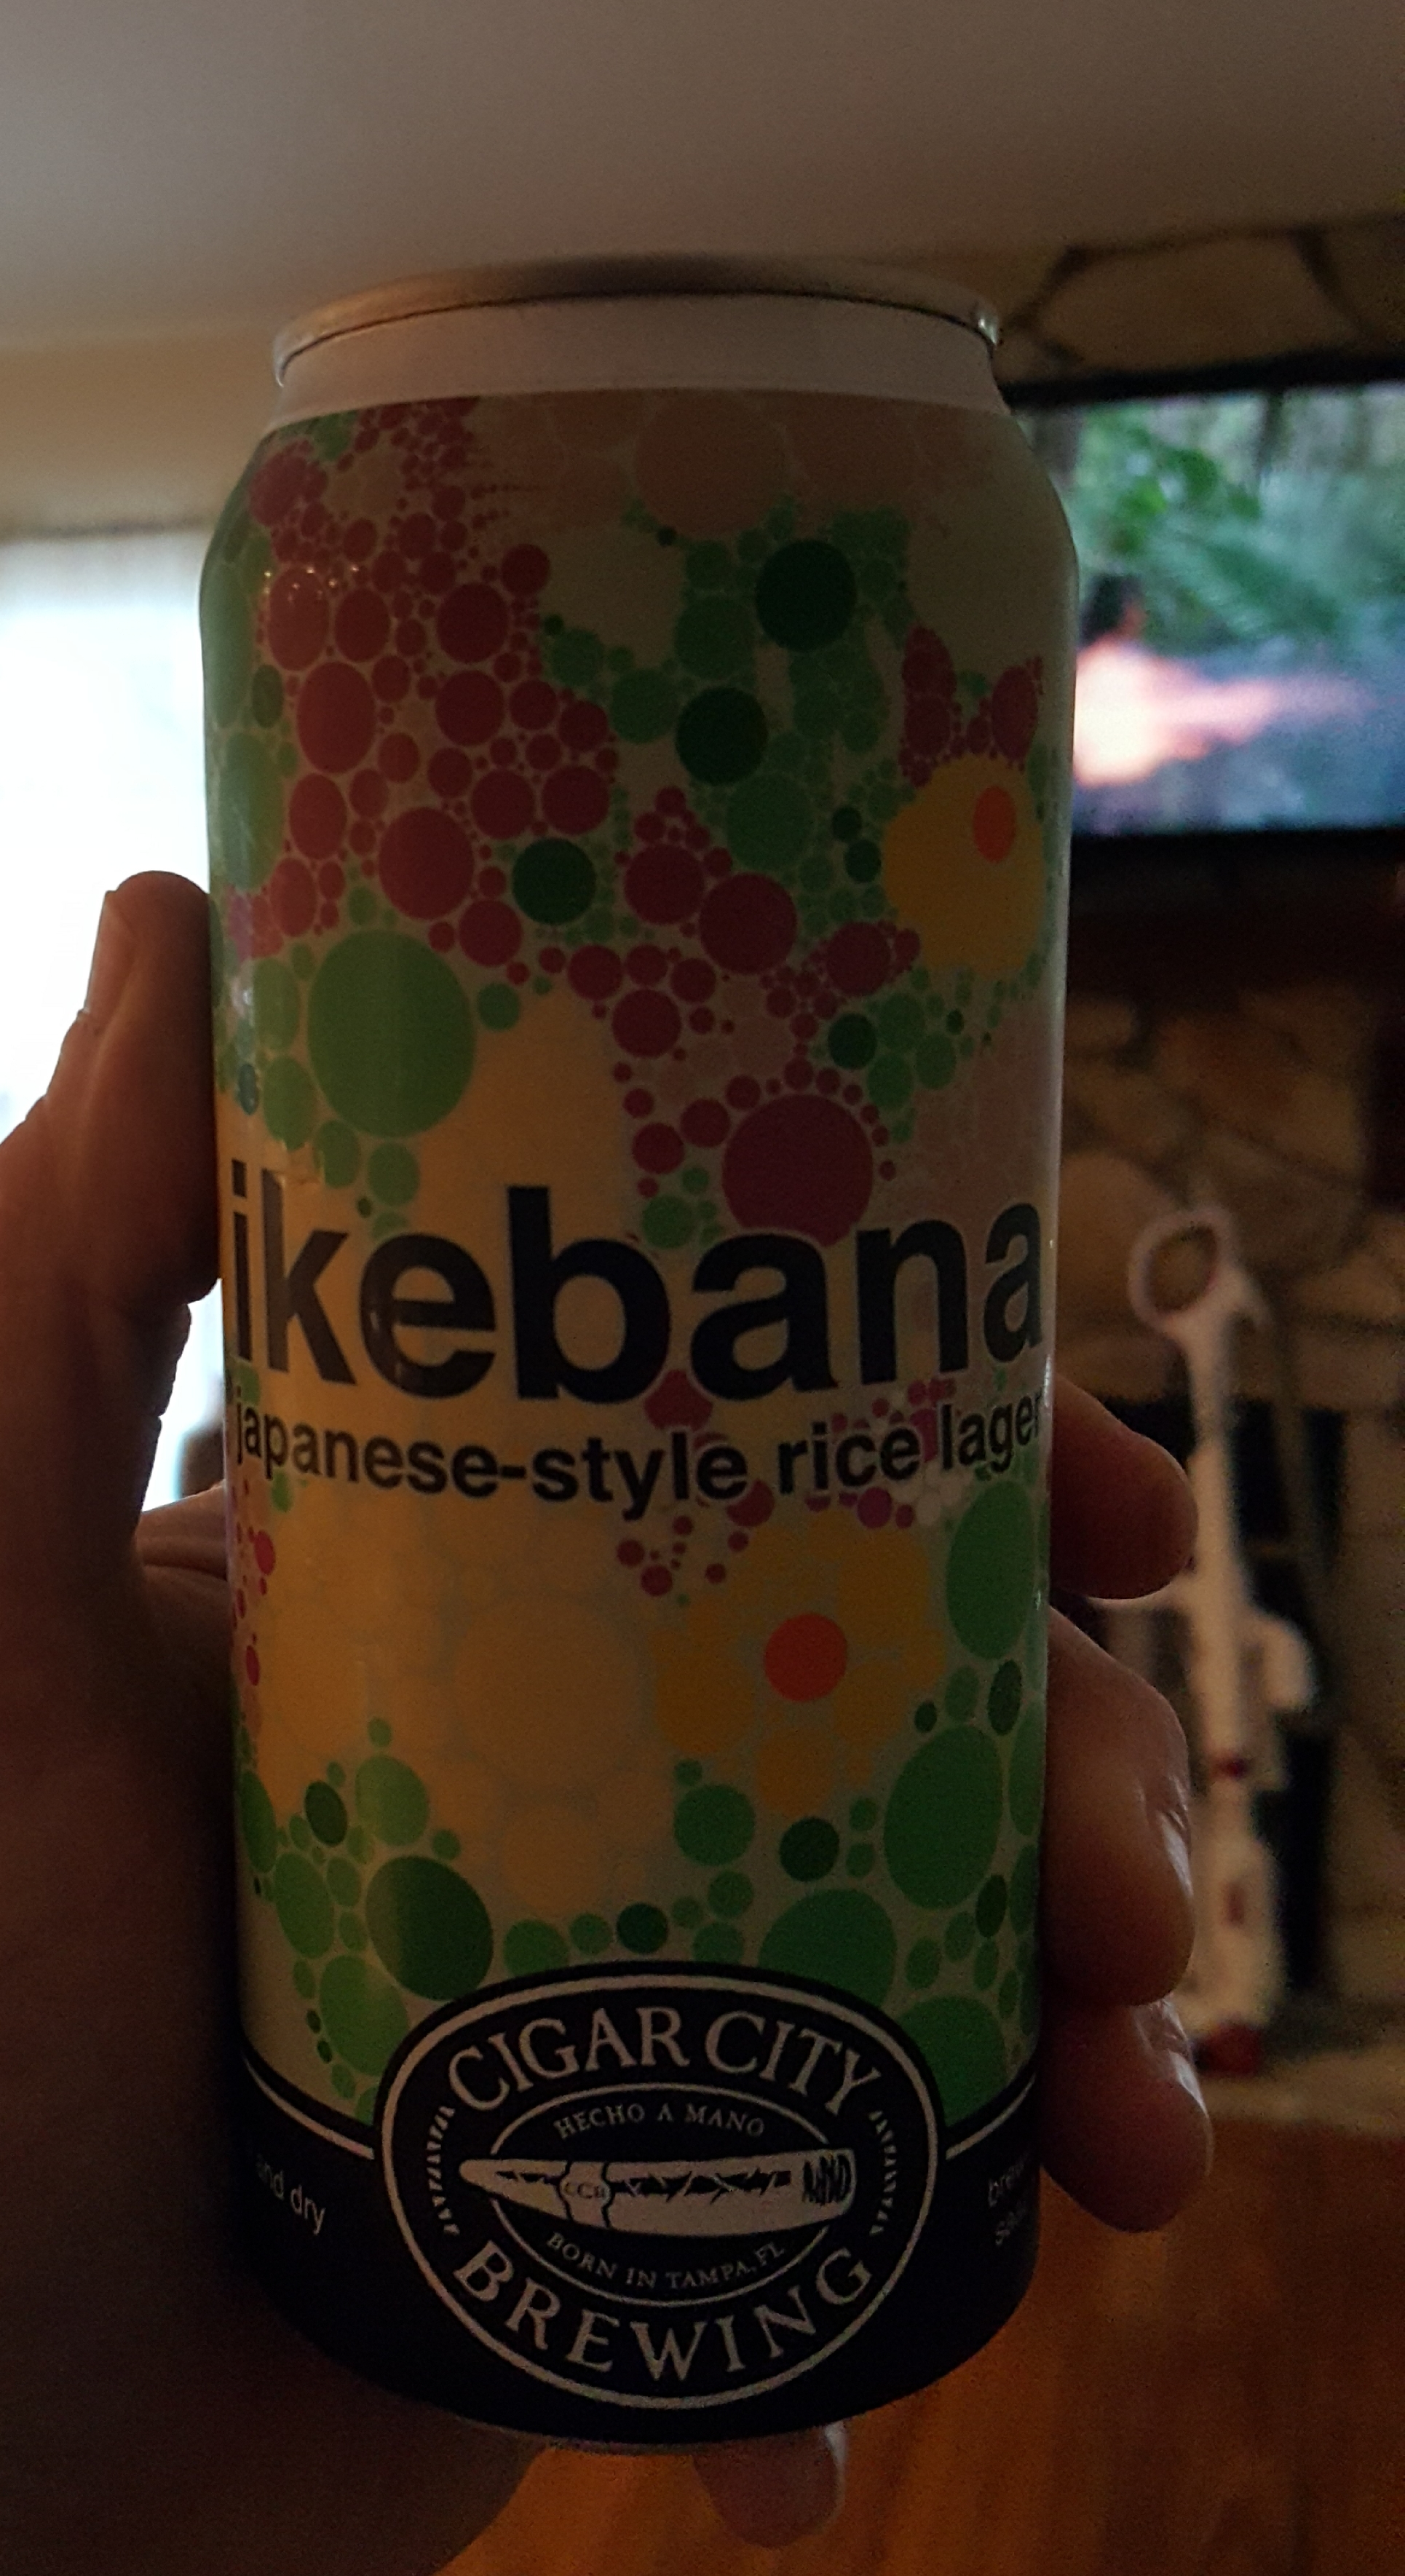 ikebana
japanese-style rice lager
CIGAR CITY
HECHO A MANO
CCB
BORN IN TAMPA, FL
BREWING
and dry